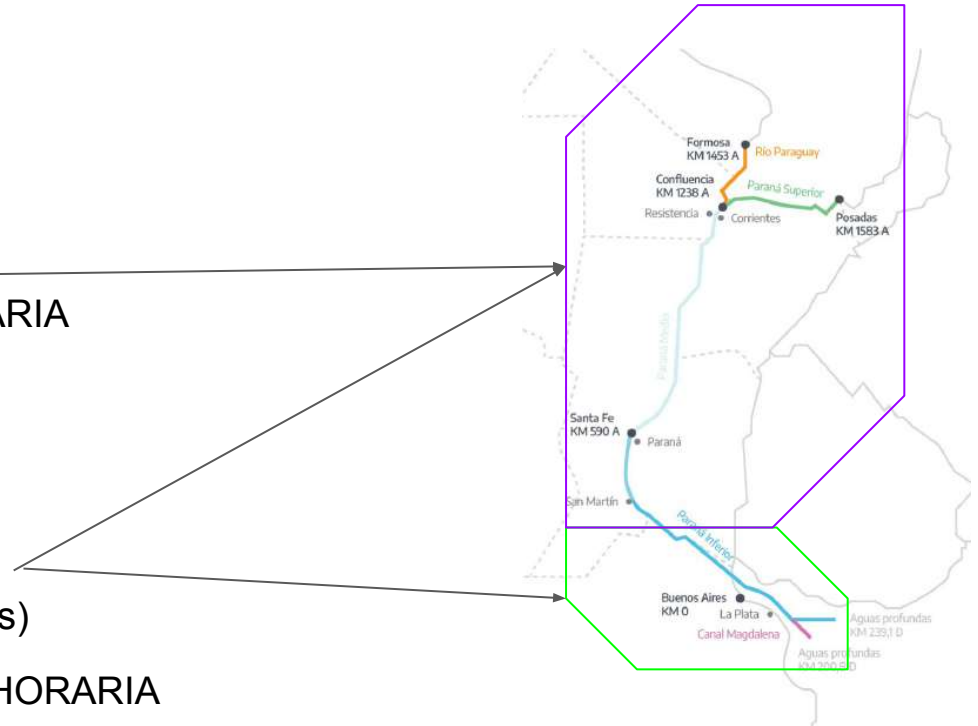 Formosa
KM 1453 A
Río Paraguay
Confluencia
KM 1238 A
Paraná Superior
Resistencia
Corrientes
Posadas
KM 1583 A
ARIA
Paraná Medio
Santa Fe
KM 590 A
Paraná
San Martín
Paraná Inferior
Buenos Aires
KM 0
La Plata
s)
Aguas profundas
KM 239,1 D
Canal Magdalena
Aguas profundas
HORARIA